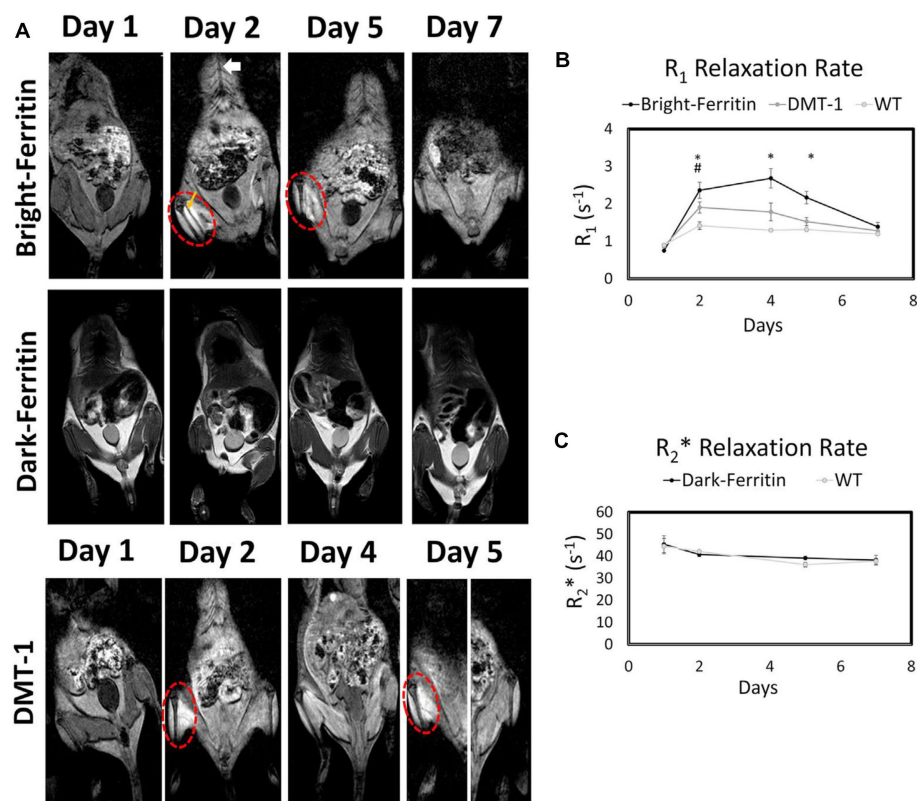 A
Day 1 Day 2 Day 5 Day 7
Bright-Ferritin
Dark-Ferritin
Day 1 Day 2 Day 4 Day 5
DMT-1
B
R₁ Relaxation Rate
Bright-Ferritin DMT-1 WT
4
3
2
1
0
R₁ (s⁻¹)
*
#
*
*
0 2 4 6 8
Days
C
R₂* Relaxation Rate
Dark-Ferritin WT
60
50
40
30
20
10
0
R₂* (s⁻¹)
0 2 4 6 8
Days